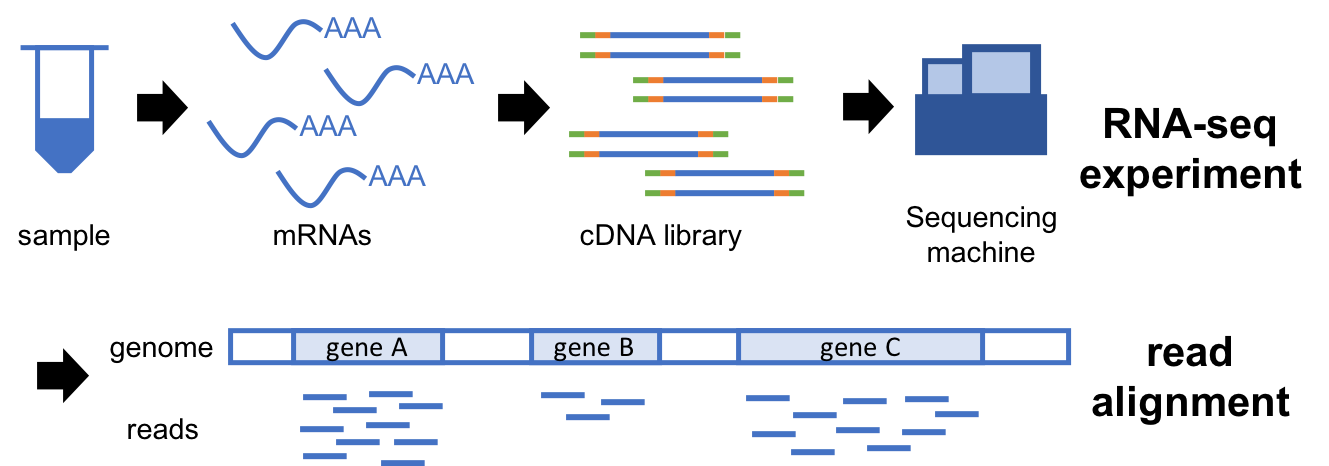 AAA
AAA
AAA
AAA
sample
mRNAs
cDNA library
Sequencing
machine
RNA-seq
experiment
genome
gene A
gene B
gene C
reads
read
alignment